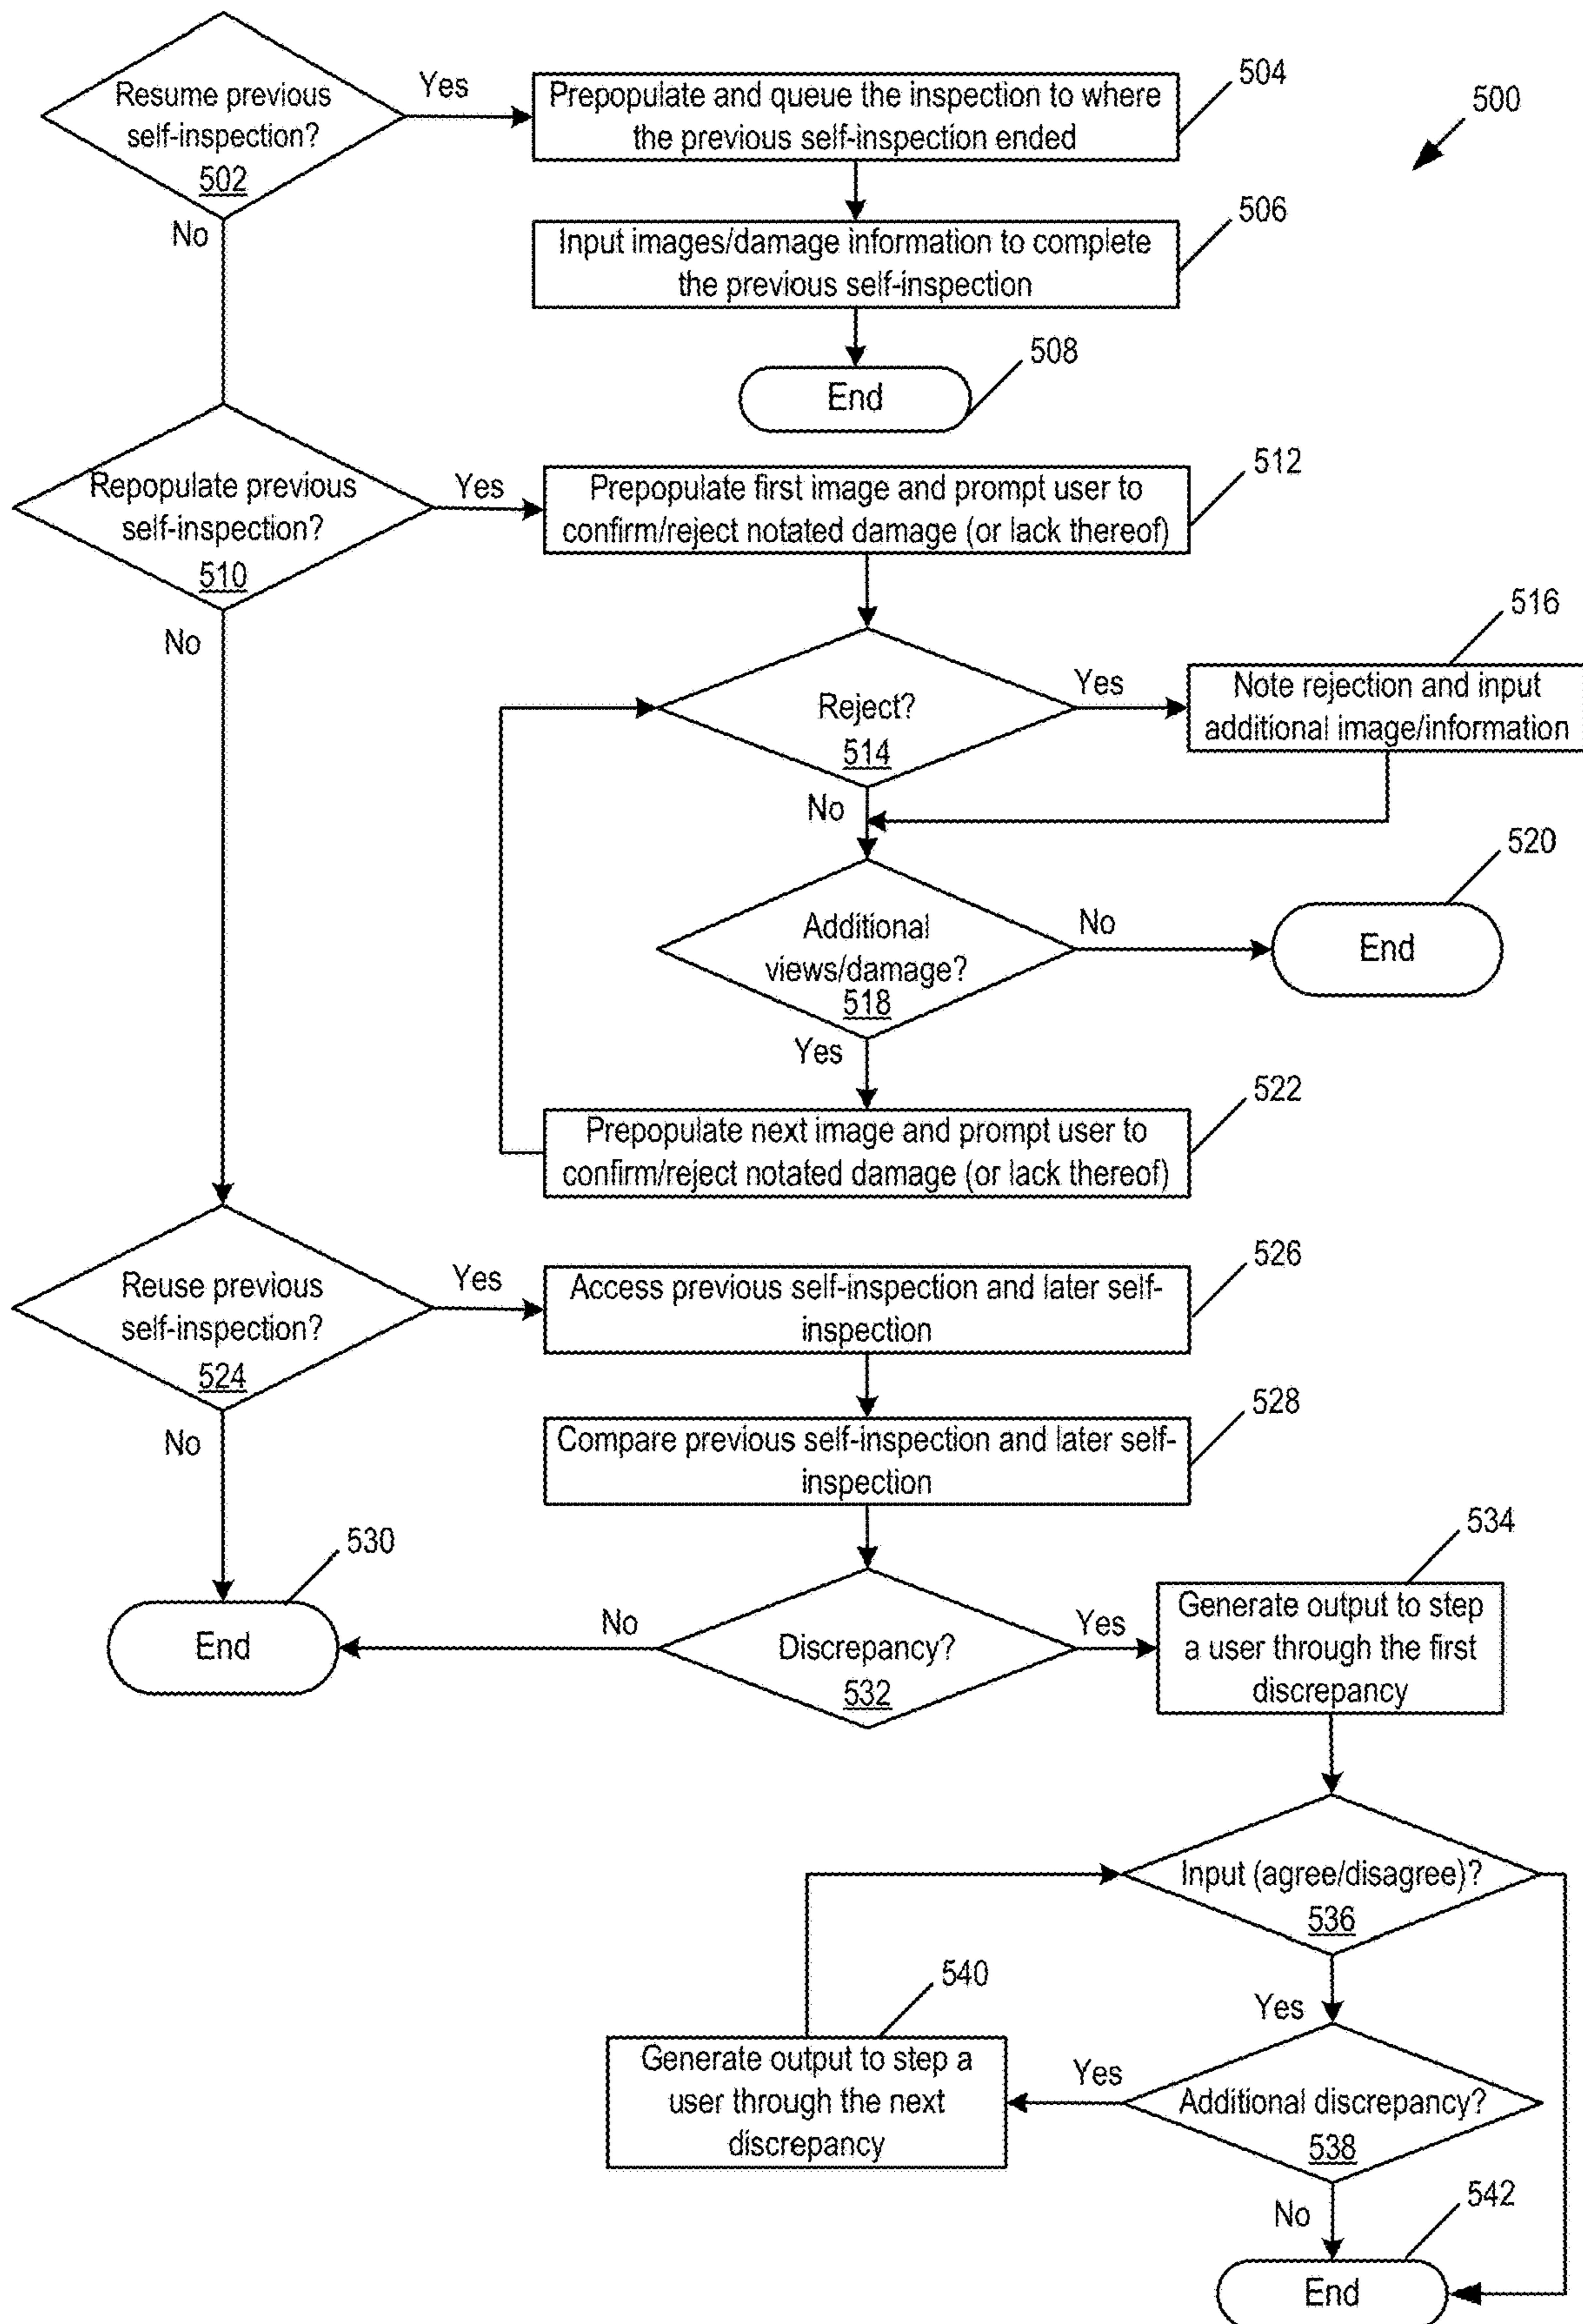 Resume previous
self-inspection?
502
Yes
No
Prepopulate and queue the inspection to where
the previous self-inspection ended
504
500
Input images/damage information to complete
the previous self-inspection
506
End
508
Repopulate previous
self-inspection?
510
Yes
No
Prepopulate first image and prompt user to
confirm/reject notated damage (or lack thereof)
512
Reject?
514
Yes
No
Note rejection and input
additional image/information
516
Additional
views/damage?
518
No
Yes
End
520
Prepopulate next image and prompt user to
confirm/reject notated damage (or lack thereof)
522
Reuse previous
self-inspection?
524
Yes
No
Access previous self-inspection and later self-
inspection
526
Compare previous self-inspection and later self-
inspection
528
End
530
Discrepancy?
532
No
Yes
Generate output to step
a user through the first
discrepancy
534
Input (agree/disagree)?
536
Yes
Additional discrepancy?
538
Yes
No
Generate output to step a
user through the next
discrepancy
540
End
542